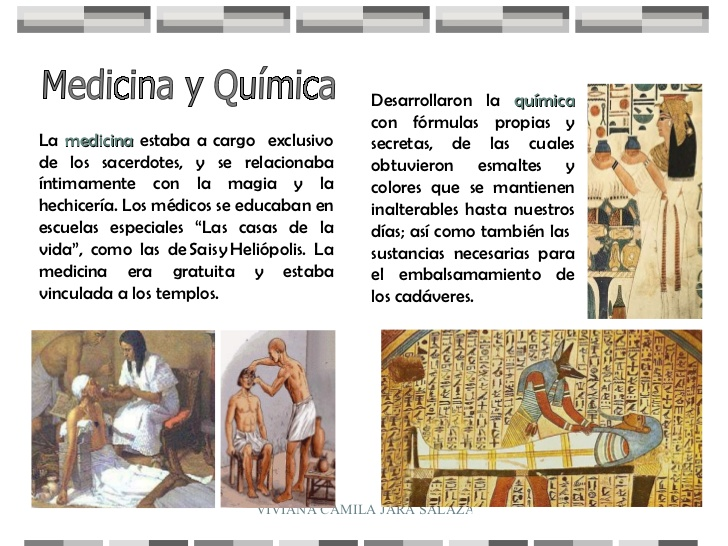 Medicina y Química
La medicina estaba a cargo exclusivo
de los sacerdotes, y se relacionaba
íntimamente con la magia y la
hechicería. Los médicos se educaban en
escuelas especiales “Las casas de la
vida”, como las de Sais y Heliópolis. La
medicina era gratuita y estaba
vinculada a los templos.
Desarrollaron la química
con fórmulas propias y
secretas, de las cuales
obtuvieron esmaltes y
colores que se mantienen
inalterables hasta nuestros
días; así como también las
sustancias necesarias para
el embalsamamiento de
los cadáveres.
VIVIANA CAMILA JARA SALAZA